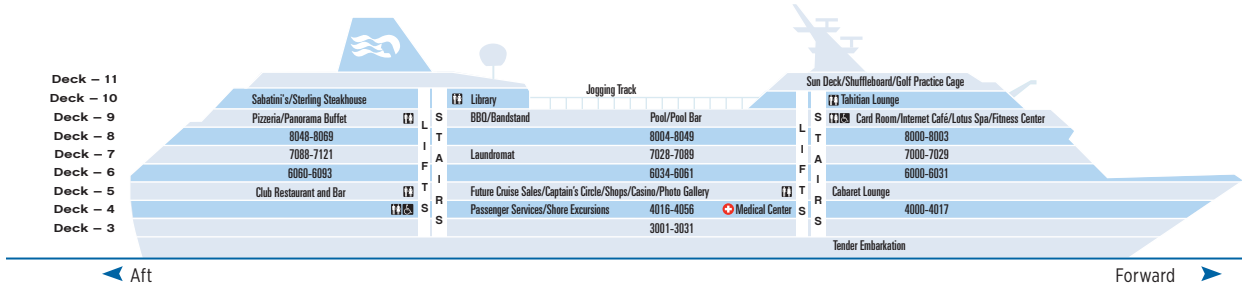 Deck – 11 Sun Deck/Shuffleboard/Golf Practice Cage
Jogging Track
Deck – 10 Sabatini's/Sterling Steakhouse Library Tahitian Lounge
Deck – 9 Pizzeria/Panorama Buffet BBQ/Bandstand Pool/Pool Bar Card Room/Internet Café/Lotus Spa/Fitness Center
Deck – 8 8048-8069 8004-8049 8000-8003
Deck – 7 7088-7121 Laundromat 7028-7089 7000-7029
Deck – 6 6060-6093 6034-6061 6000-6031
Deck – 5 Club Restaurant and Bar Future Cruise Sales/Captain's Circle/Shops/Casino/Photo Gallery Cabaret Lounge
Deck – 4 Passenger Services/Shore Excursions 4016-4056 Medical Center 4000-4017
Deck – 3 3001-3031
Tender Embarkation
LIFTS
STAIRS
LIFTS
STAIRS
Aft Forward